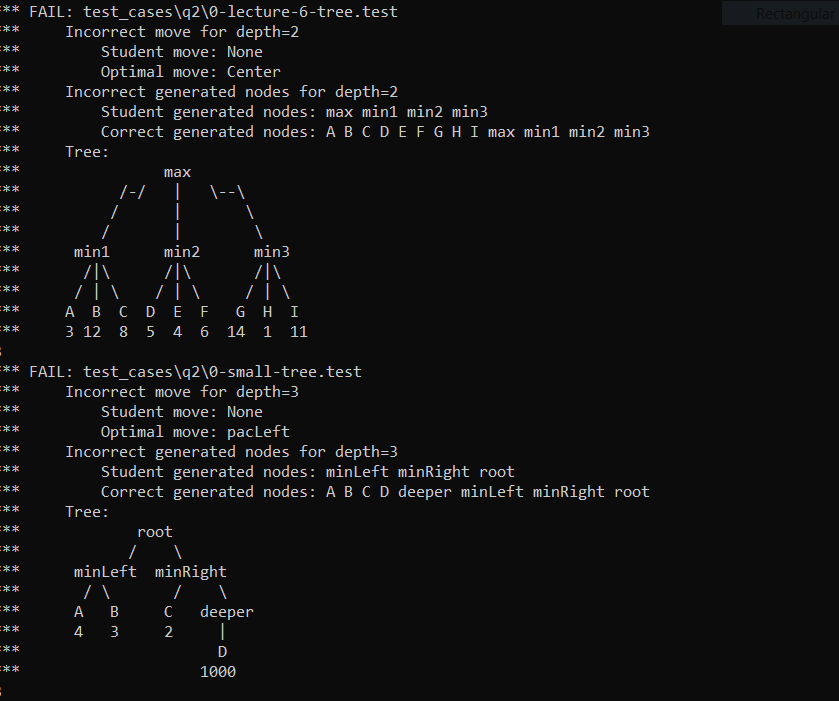 Rectangular
*** FAIL: test_cases\q2\0-lecture-6-tree.test
***     Incorrect move for depth=2
***         Student move: None
***         Optimal move: Center
***     Incorrect generated nodes for depth=2
***         Student generated nodes: max min1 min2 min3
***         Correct generated nodes: A B C D E F G H I max min1 min2 min3
***     Tree:
***                max
***           /-/   |   \--\
***          /      |       \
***         /       |        \
***      min1      min2      min3
***       /|\       /|\       /|\
***      / | \     / | \     / | \
***     A  B  C  D  E  F   G  H  I
***     3 12  8  5  4  6  14  1  11
*** FAIL: test_cases\q2\0-small-tree.test
***     Incorrect move for depth=3
***         Student move: None
***         Optimal move: pacLeft
***     Incorrect generated nodes for depth=3
***         Student generated nodes: minLeft minRight root
***         Correct generated nodes: A B C D deeper minLeft minRight root
***     Tree:
***             root
***            /    \
***      minLeft  minRight
***       / \       /    \
***      A   B     C   deeper
***      4   3     2     |
***                      D
***                    1000